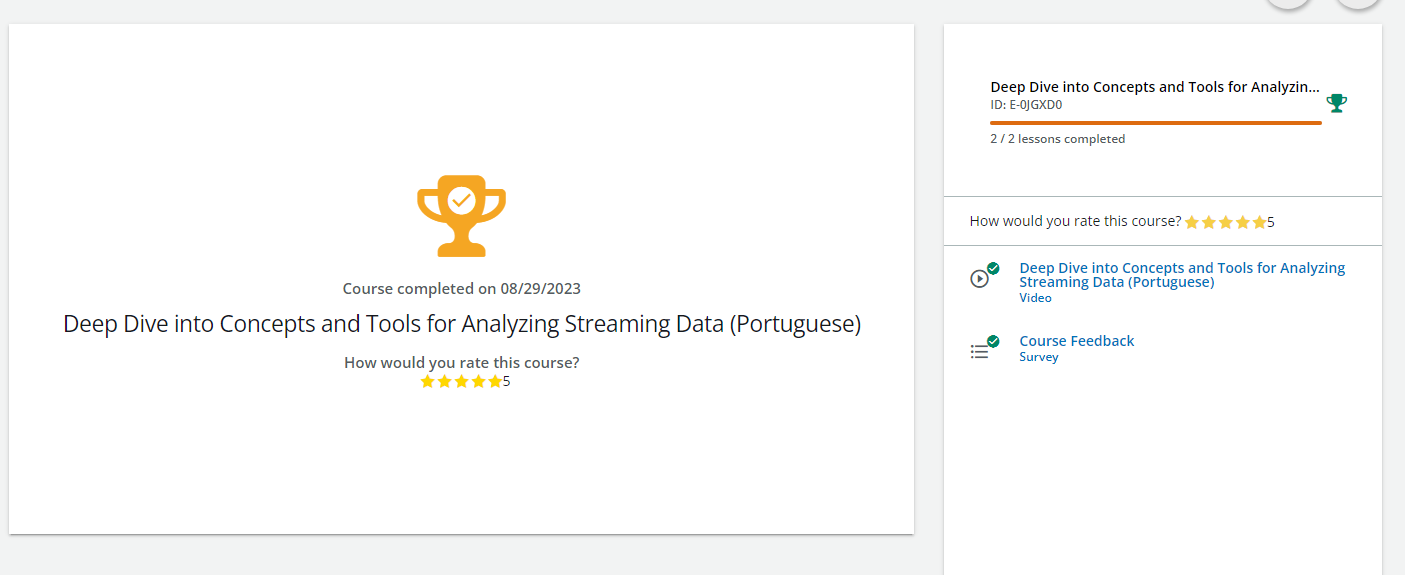 Course completed on 08/29/2023
Deep Dive into Concepts and Tools for Analyzing Streaming Data (Portuguese)
How would you rate this course?
5
Deep Dive into Concepts and Tools for Analyzin...
ID: E-0JGXD0
2 / 2 lessons completed
How would you rate this course? 5
Deep Dive into Concepts and Tools for Analyzing
Streaming Data (Portuguese)
Video
Course Feedback
Survey